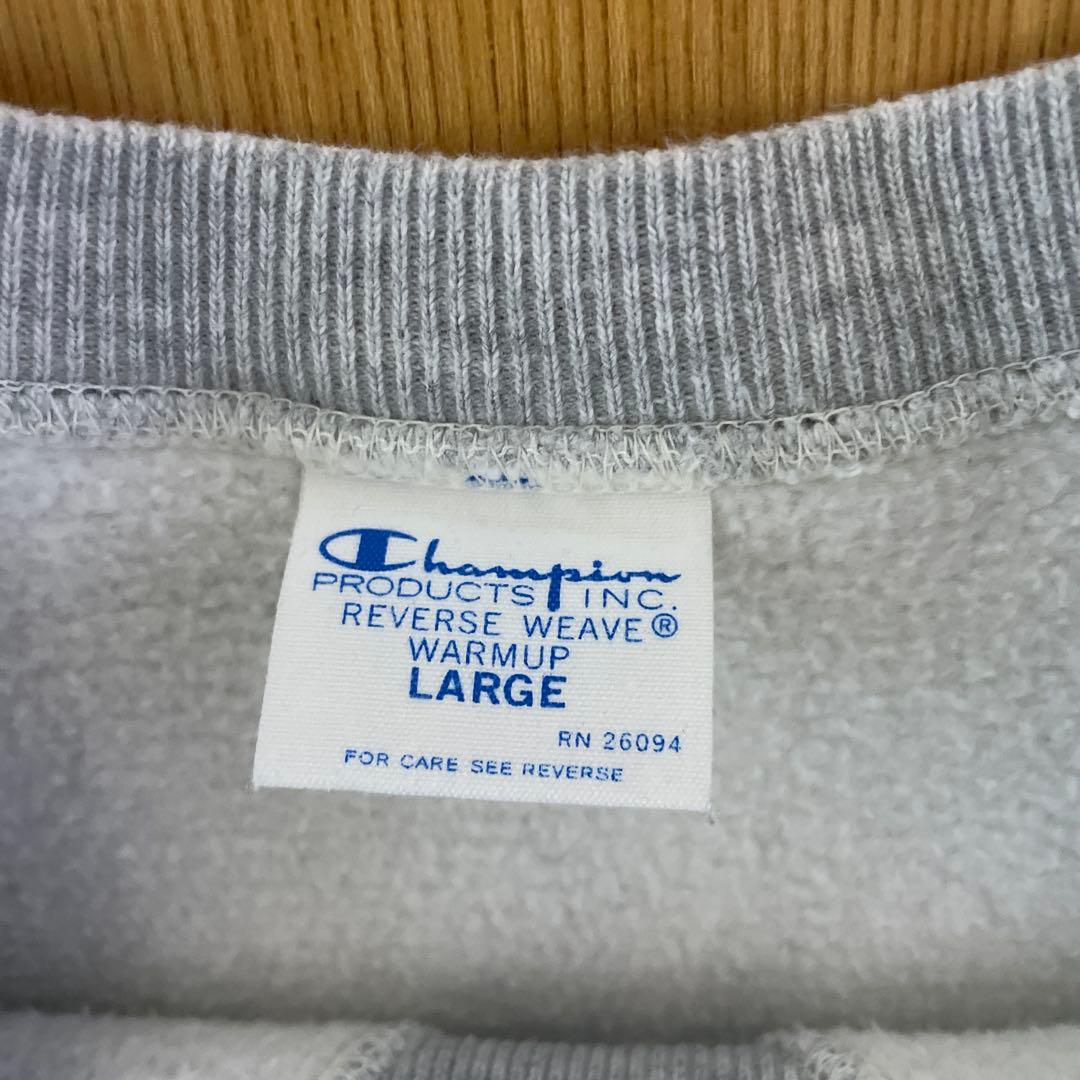 Champion
PRODUCTS INC.
REVERSE WEAVE®
WARMUP
LARGE
RN 26094
FOR CARE SEE REVERSE